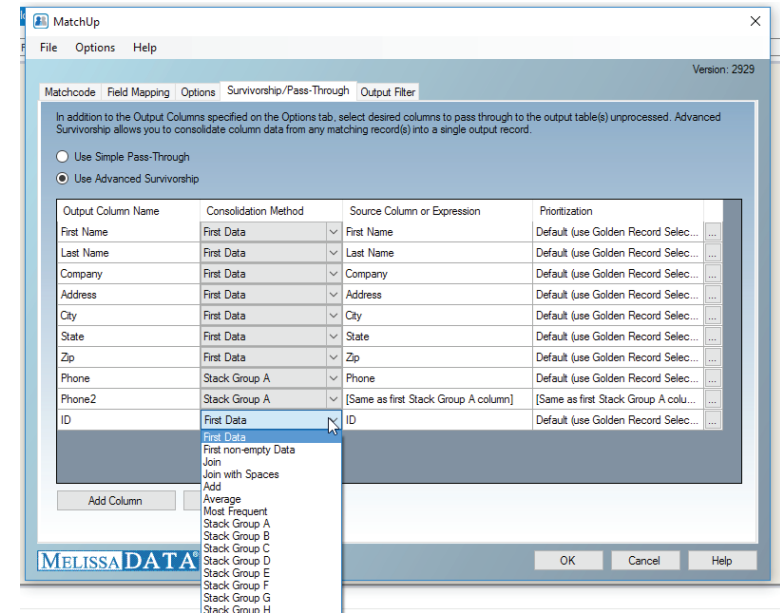 MatchUp
File Options Help
Version: 2929
Matchcode Field Mapping Options Survivorship/Pass-Through Output Filter
In addition to the Output Columns specified on the Options tab, select desired columns to pass through to the output table(s) unprocessed. Advanced
Survivorship allows you to consolidate column data from any matching record(s) into a single output record.
Use Simple Pass-Through
Use Advanced Survivorship
Output Column Name Consolidation Method Source Column or Expression Prioritization
First Name First Data First Name Default (use Golden Record Selec... ...
Last Name First Data Last Name Default (use Golden Record Selec... ...
Company First Data Company Default (use Golden Record Selec... ...
Address First Data Address Default (use Golden Record Selec... ...
City First Data City Default (use Golden Record Selec... ...
State First Data State Default (use Golden Record Selec... ...
Zip First Data Zip Default (use Golden Record Selec... ...
Phone Stack Group A Phone Default (use Golden Record Selec... ...
Phone2 Stack Group A [Same as first Stack Group A column] [Same as first Stack Group A colu... ...
ID First Data ID Default (use Golden Record Selec... ...
First Data
First non-empty Data
Join
Join with Spaces
Add
Average
Most Frequent
Stack Group A
Stack Group B
Stack Group C
Stack Group D
Stack Group E
Stack Group F
Stack Group G
Stack Group H
Add Column
MELISSA DATA®
OK Cancel Help